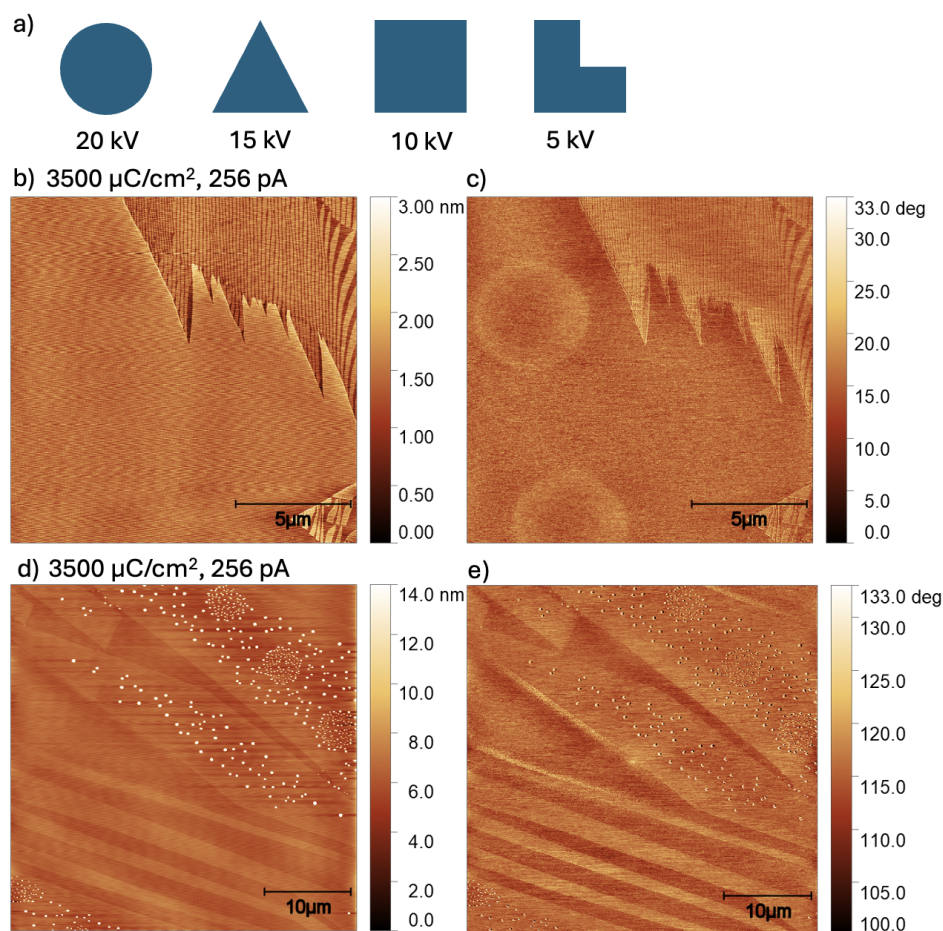 a)
20 kV 15 kV 10 kV 5 kV
b) 3500 µC/cm², 256 pA
c)
3.00 nm
2.50
2.00
1.50
1.00
0.50
0.00
5µm
33.0 deg
30.0
25.0
20.0
15.0
10.0
5.0
0.0
5µm
d) 3500 µC/cm², 256 pA
e)
14.0 nm
12.0
10.0
8.0
6.0
4.0
2.0
0.0
10µm
133.0 deg
130.0
125.0
120.0
115.0
110.0
105.0
100.0
10µm